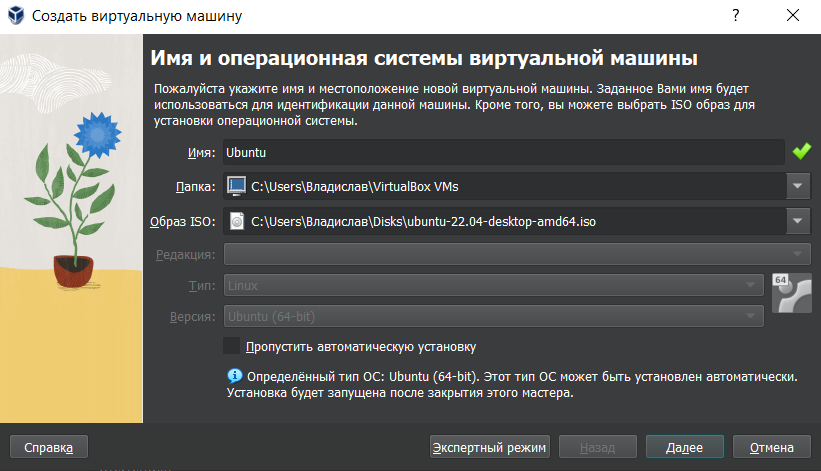 Создать виртуальную машину
?
Имя и операционная системы виртуальной машины
Пожалуйста укажите имя и местоположение новой виртуальной машины. Заданное Вами имя будет
использоваться для идентификации данной машины. Кроме того, вы можете выбрать ISO образ для
установки операционной системы.
Имя: Ubuntu
Папка: C:\Users\Владислав\VirtualBox VMs
Образ ISO: C:\Users\Владислав\Disks\ubuntu-22.04-desktop-amd64.iso
Редакция:
Тип: Linux
64
Версия: Ubuntu (64-bit)
Пропустить автоматическую установку
Определённый тип ОС: Ubuntu (64-bit). Этот тип ОС может быть установлен автоматически.
Установка будет запущена после закрытия этого мастера.
Справка Экспертный режим Назад Далее Отмена